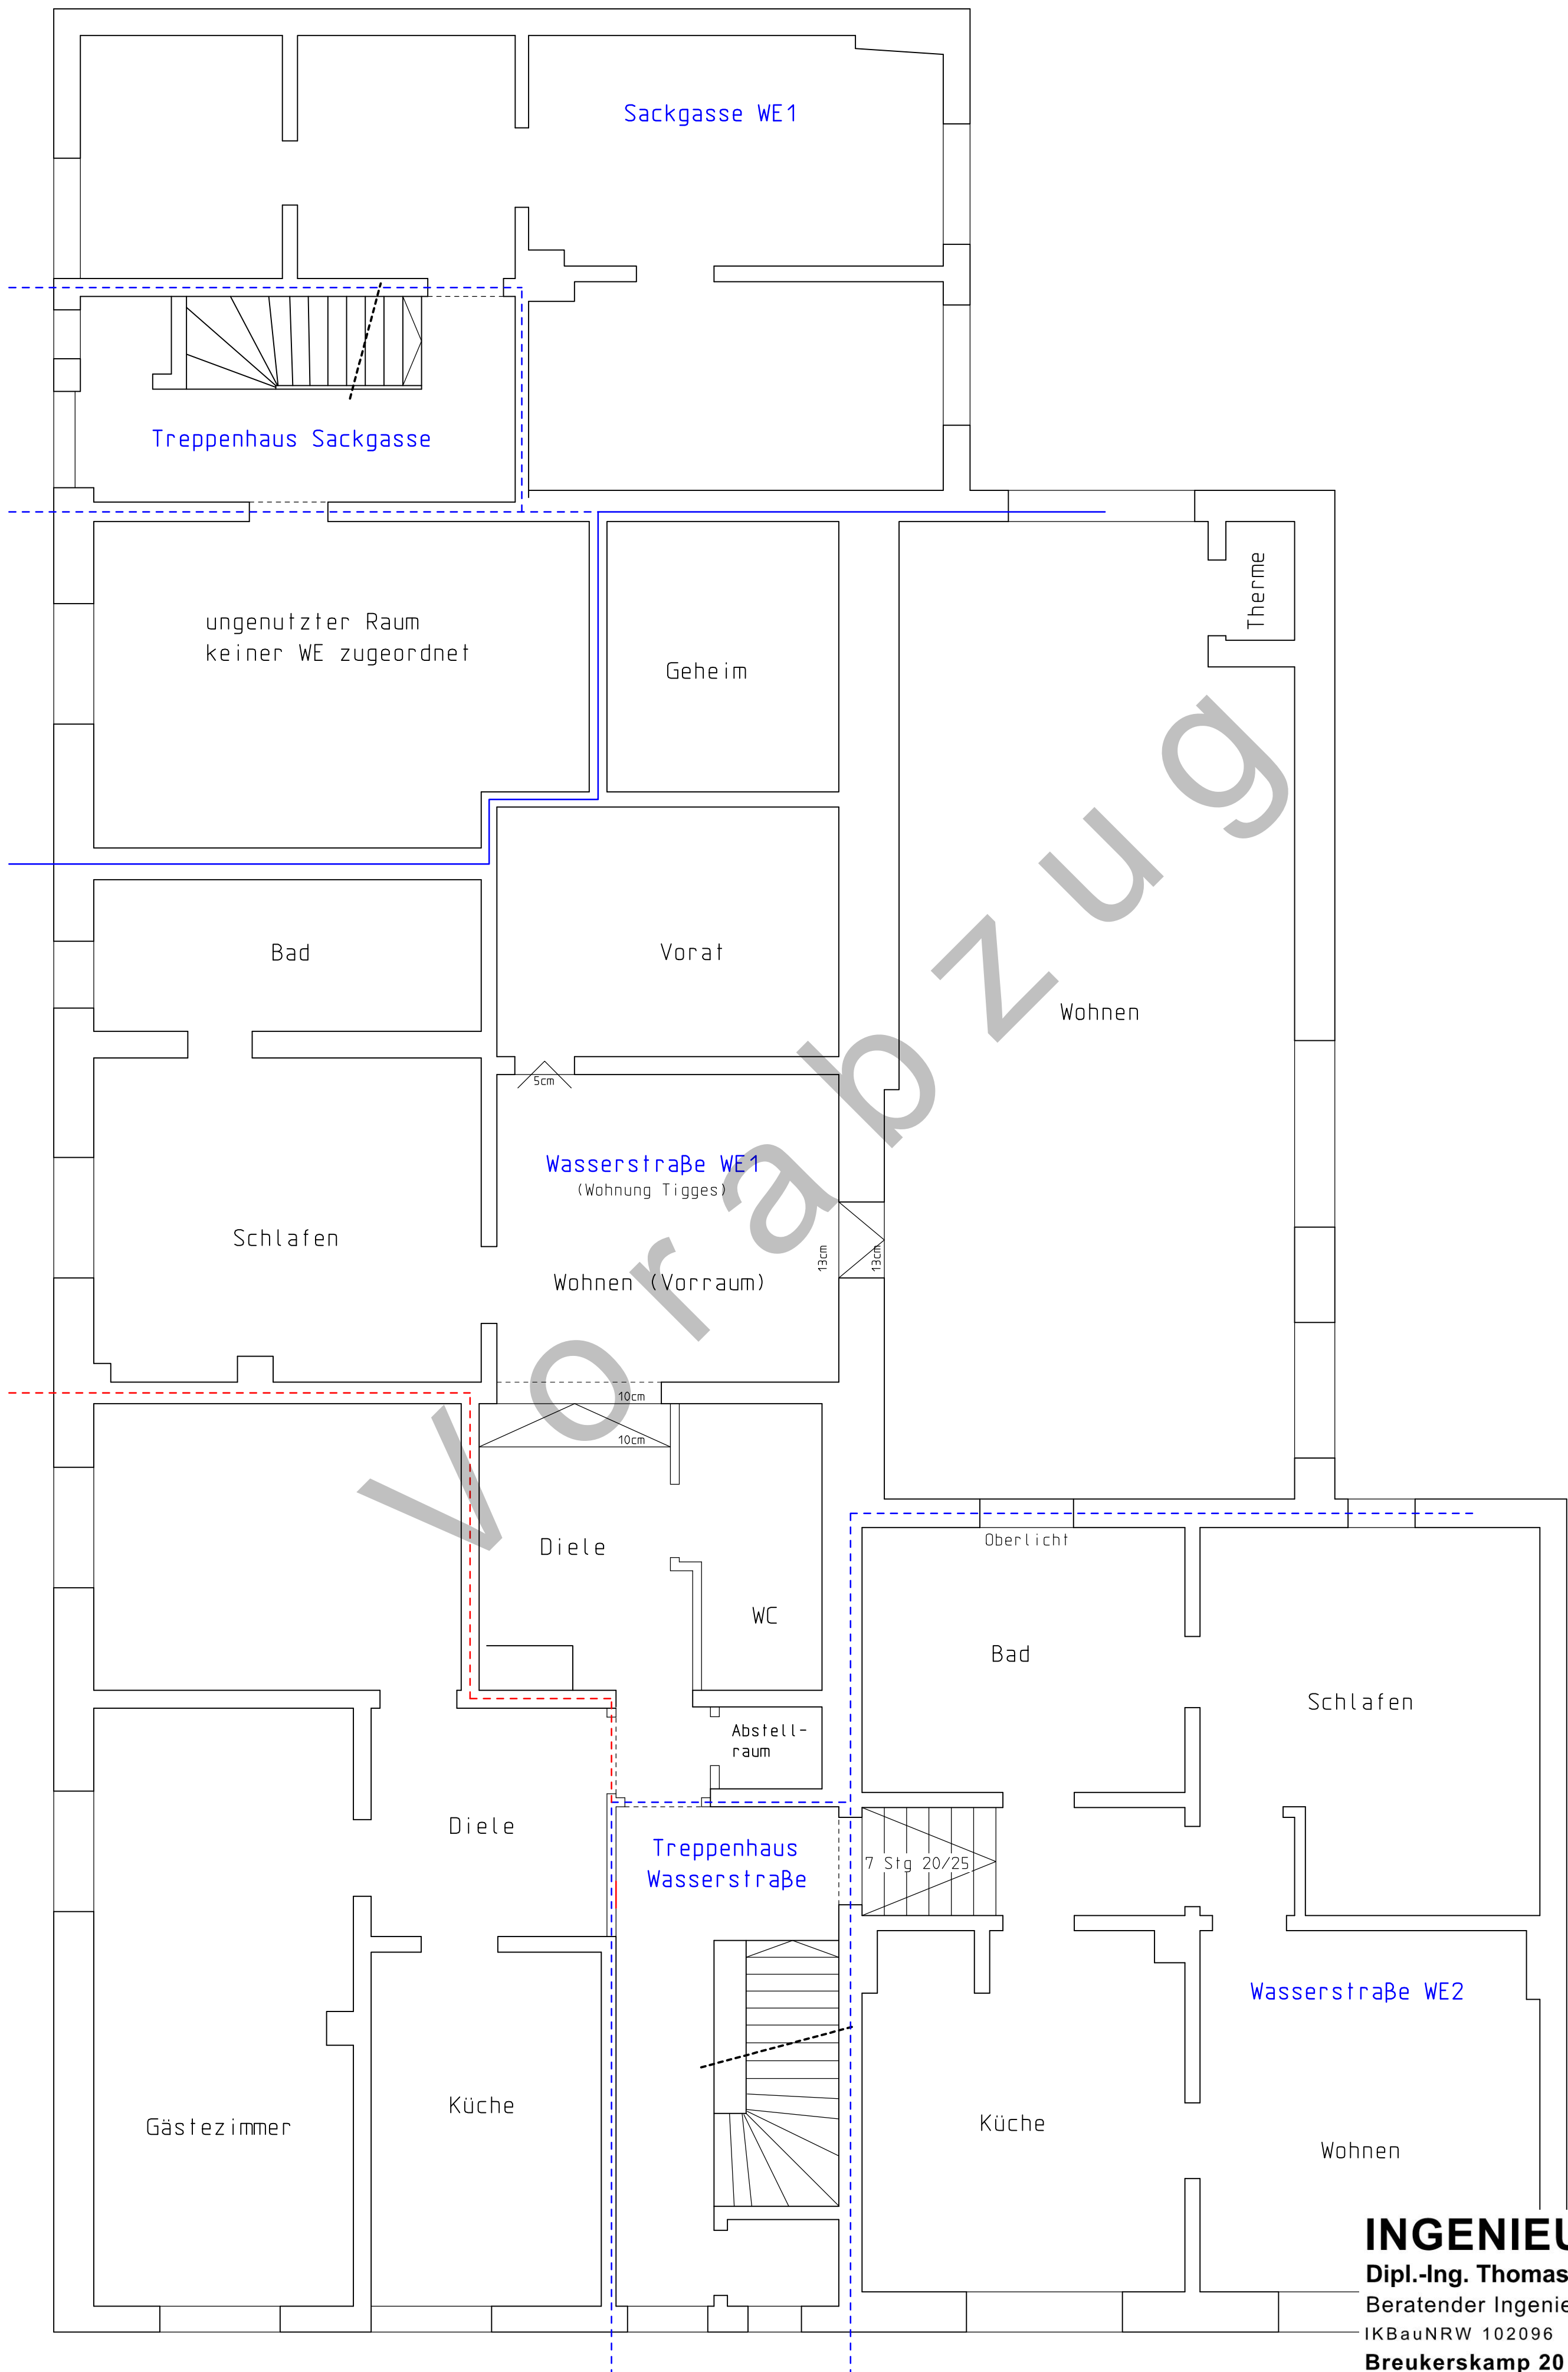 Sackgasse WE1
Treppenhaus Sackgasse
Therme
ungenutzter Raum
keiner WE zugeordnet
Geheim
Bad
Vorat
Wohnen
5cm
Wasserstraße WE1
(Wohnung Tigges)
Schlafen
Wohnen (Vorraum)
13cm
13cm
10cm
10cm
Diele
WC
Oberlicht
Bad
Schlafen
Abstell-
raum
Diele
Treppenhaus
Wasserstraße
7 Stg 20/25
Wasserstraße WE2
Gästezimmer
Küche
Küche
Wohnen
Vorabzug
INGENIEU
Dipl.-Ing. Thomas
Beratender Ingenie
IKBauNRW 102096
Breukerskamp 20